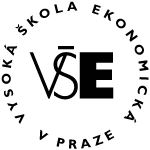 VYSOKÁ ŠKOLA EKONOMICKÁ
V PRAZE
VŠE